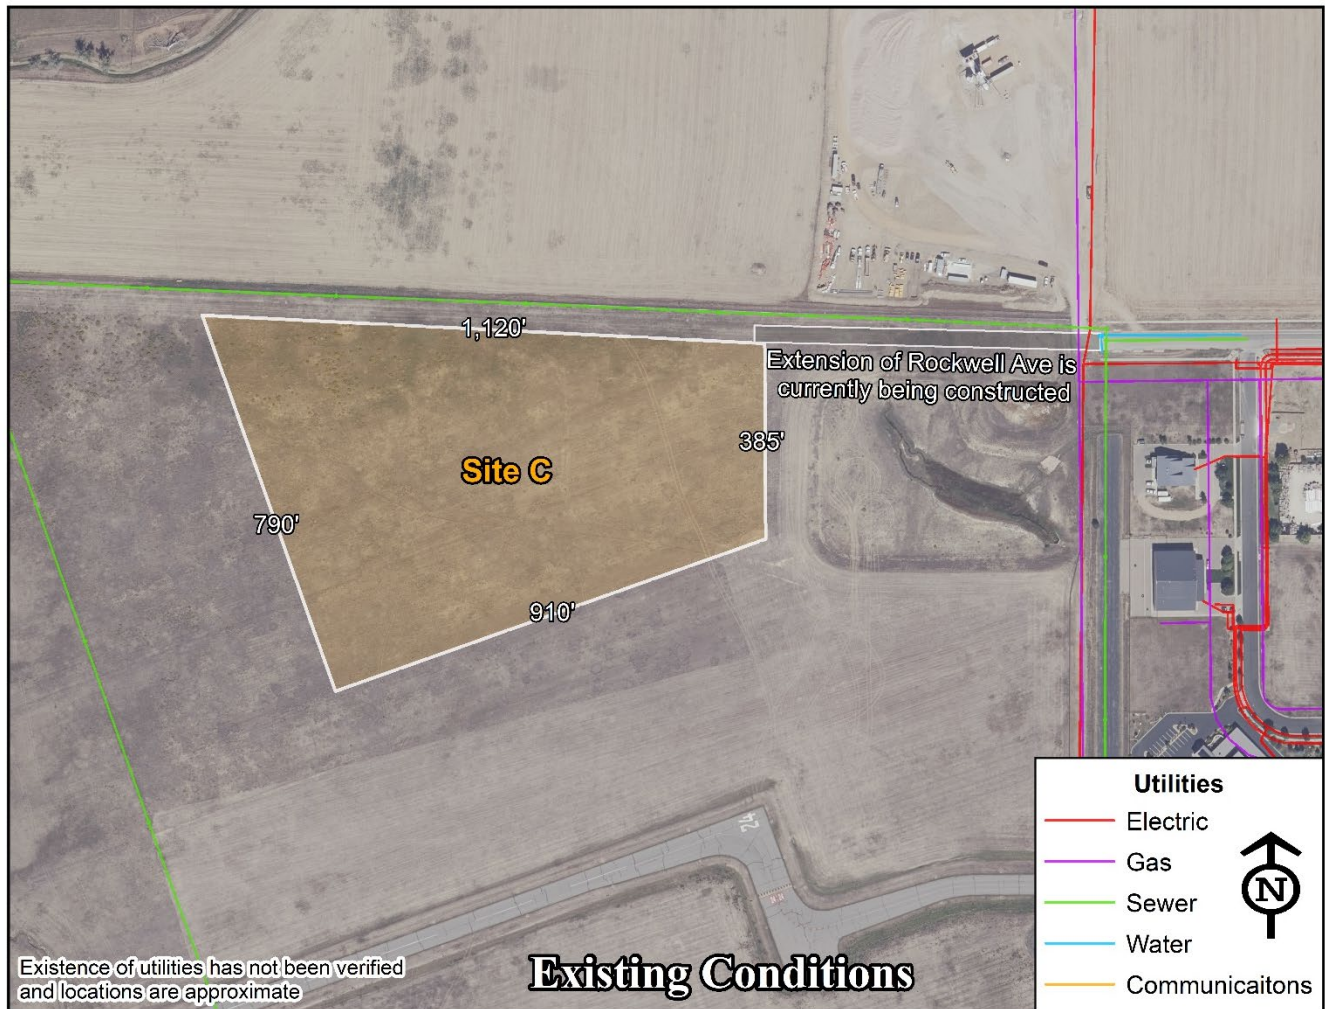 1,120'
Extension of Rockwell Ave is
currently being constructed
385'
Site C
790'
910'
Utilities
Electric
Gas
Sewer
Water
Communicaitons
N
Existence of utilities has not been verified
and locations are approximate
Existing Conditions